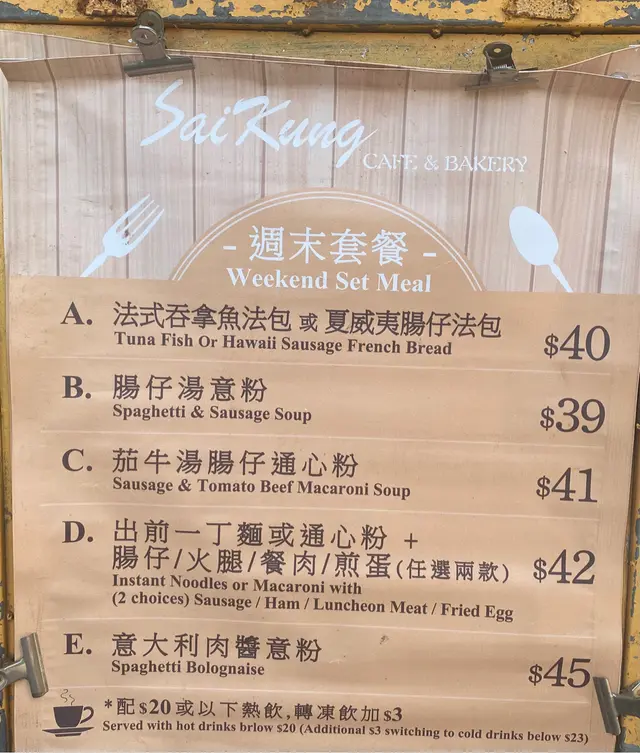 Sai Kung
CAFE & BAKERY
- 週末套餐 -
Weekend Set Meal
A. 法式吞拿魚法包 或 夏威夷腸仔法包 $40
Tuna Fish Or Hawaii Sausage French Bread
B. 腸仔湯意粉 $39
Spaghetti & Sausage Soup
C. 茄牛湯腸仔通心粉 $41
Sausage & Tomato Beef Macaroni Soup
D. 出前一丁麵或通心粉 +
腸仔/火腿/餐肉/煎蛋(任選兩款) $42
Instant Noodles or Macaroni with
(2 choices) Sausage / Ham / Luncheon Meat / Fried Egg
E. 意大利肉醬意粉 $45
Spaghetti Bolognaise
*配$20或以下熱飲,轉凍飲加$3
Served with hot drinks brlow $20 (Additional $3 switching to cold drinks below $23)